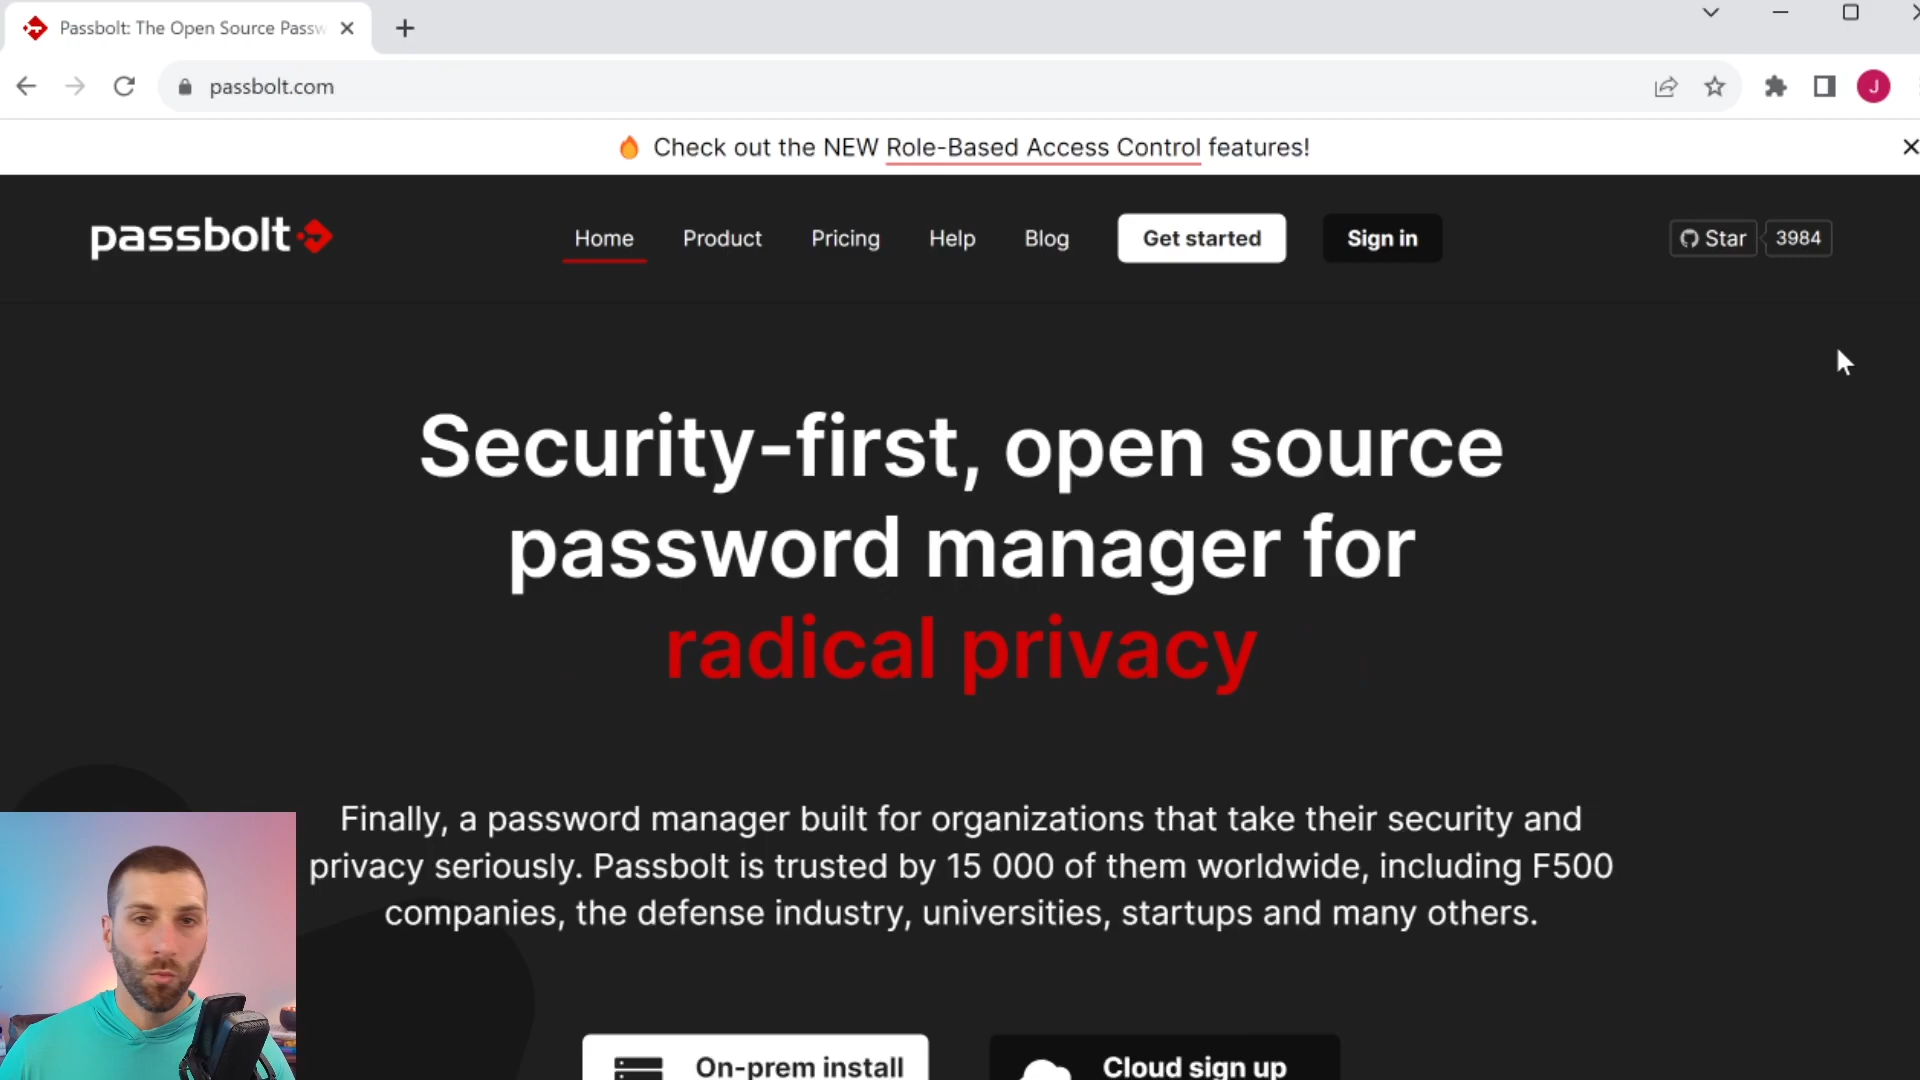 Passbolt: The Open Source Passw
passbolt.com
J
Check out the NEW Role-Based Access Control features!
passbolt
Home
Product
Pricing
Help
Blog
Get started
Sign in
Star
3984
Security-first, open source
password manager for
radical privacy
Finally, a password manager built for organizations that take their security and
privacy seriously. Passbolt is trusted by 15 000 of them worldwide, including F500
companies, the defense industry, universities, startups and many others.
On-prem install
Cloud sign up